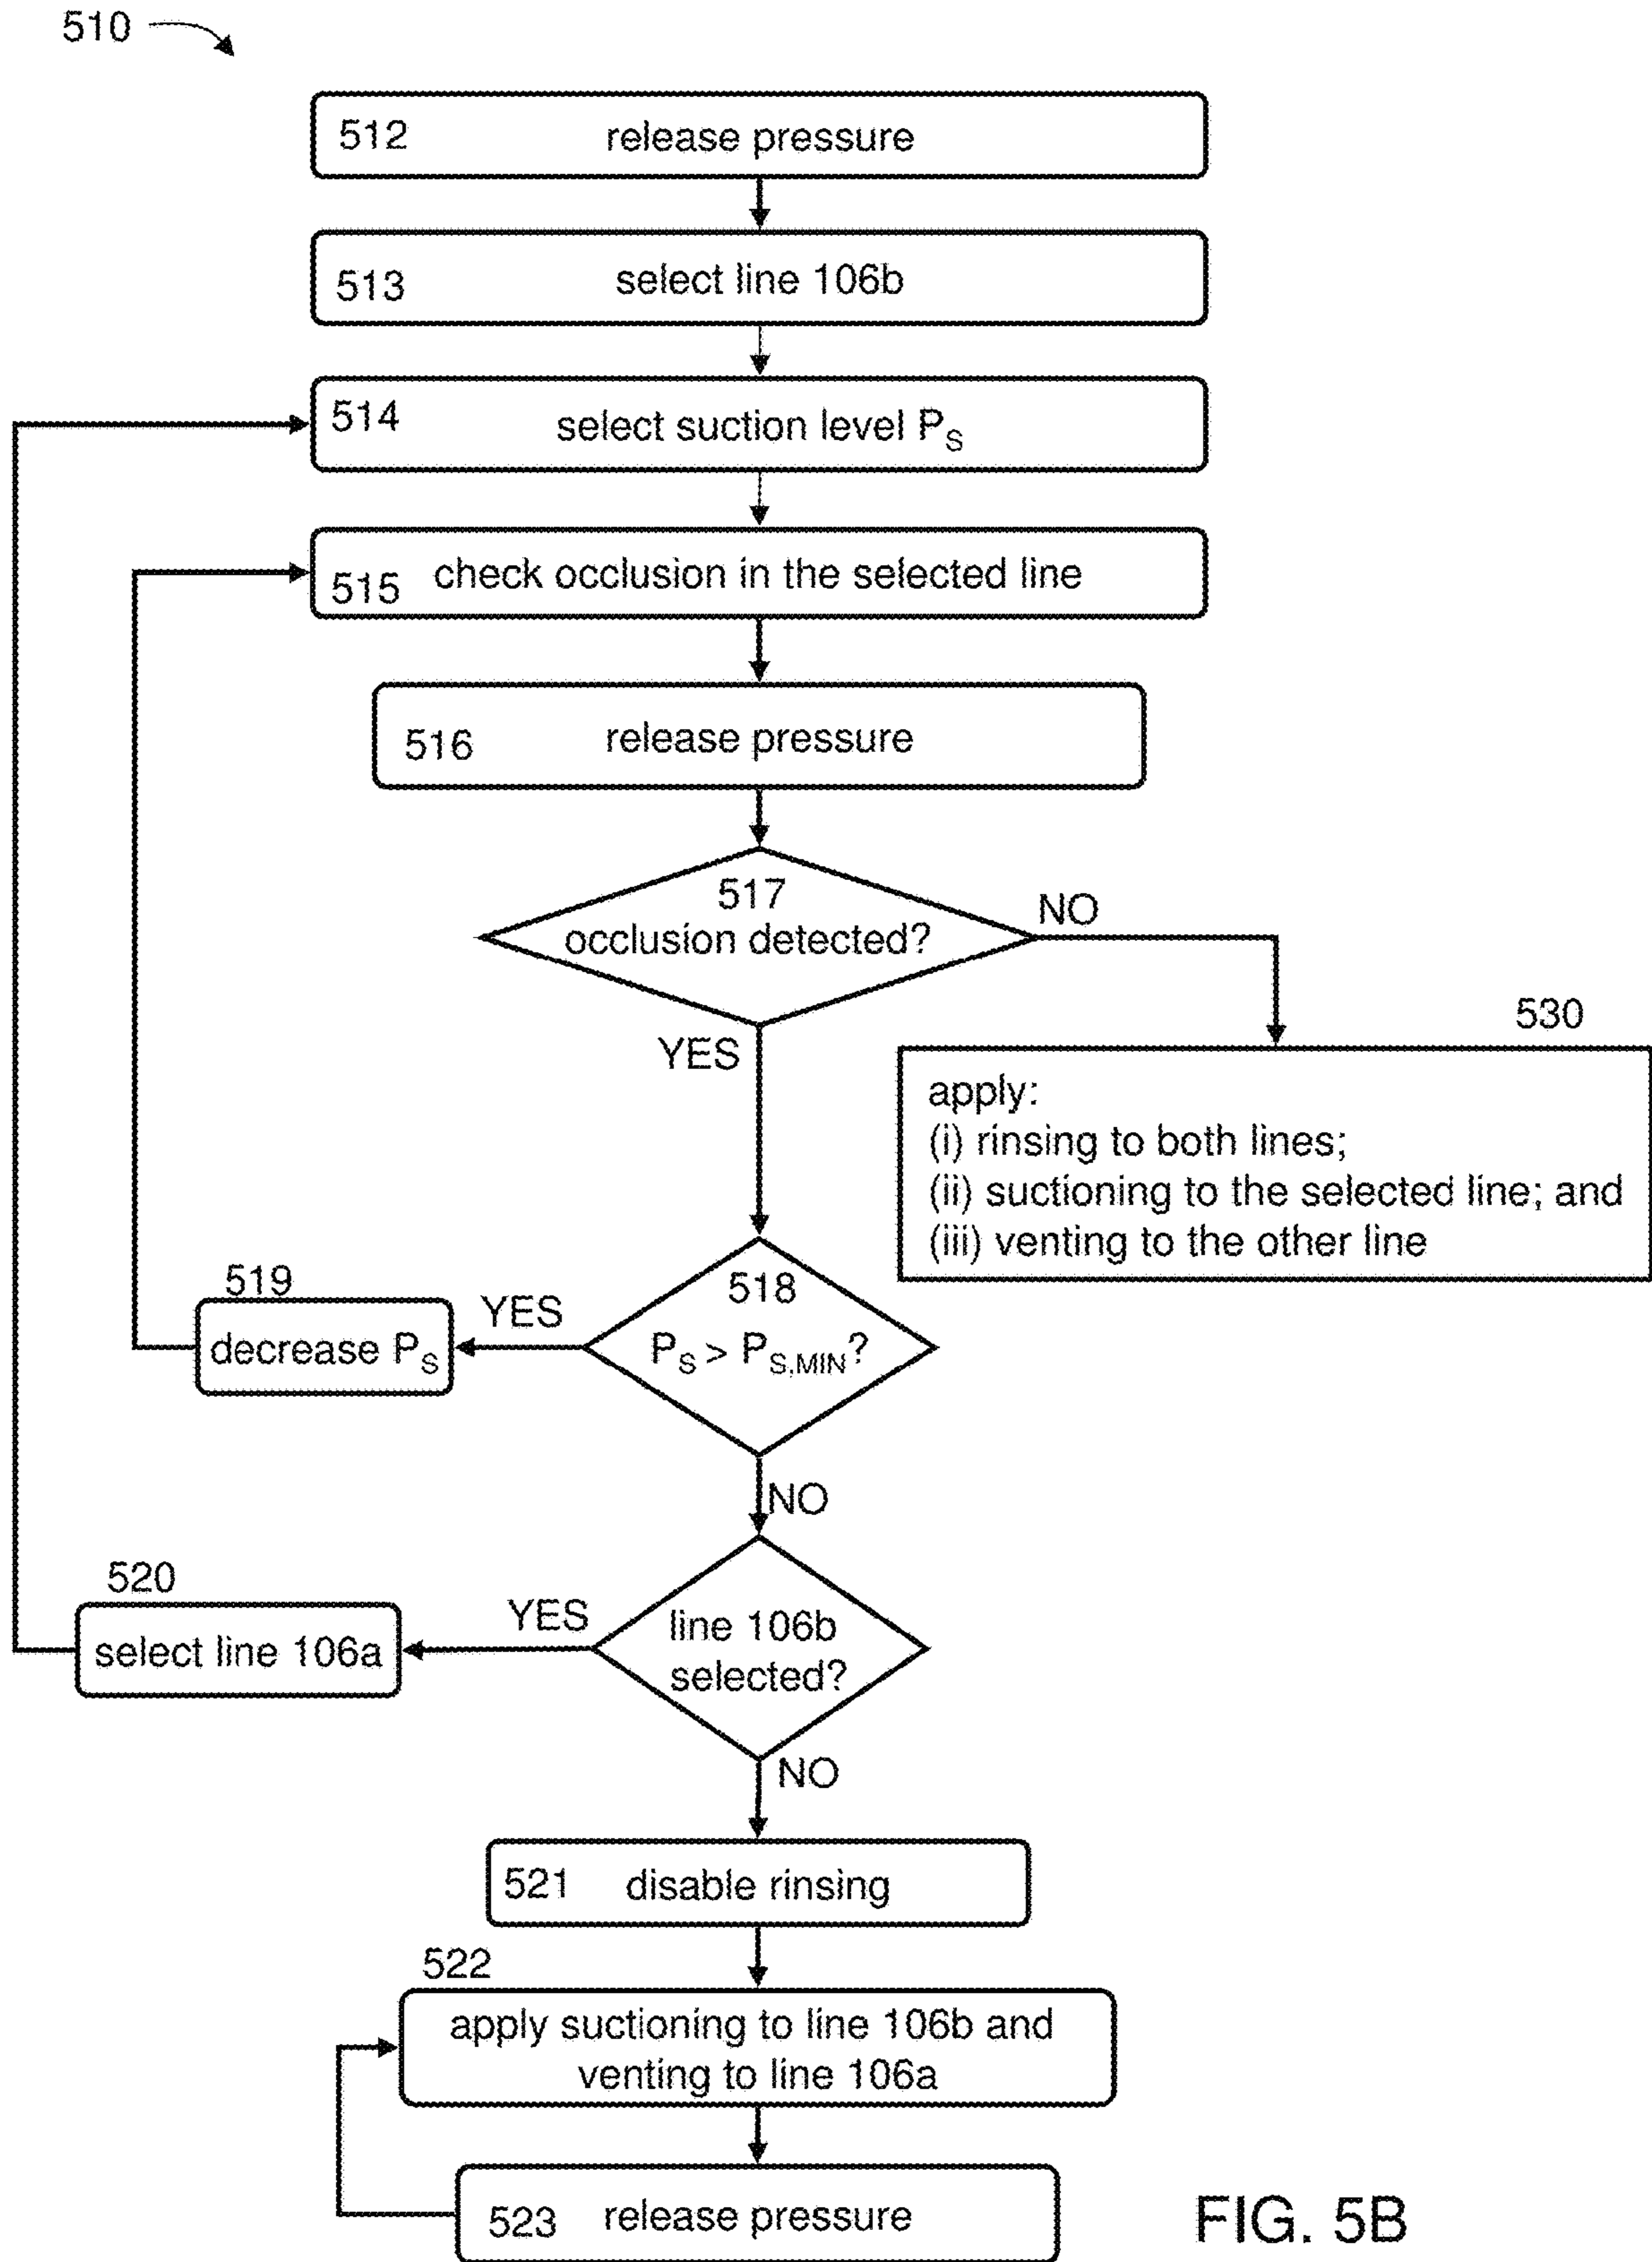 510
512 release pressure
513 select line 106b
514 select suction level PS
515 check occlusion in the selected line
516 release pressure
517
occlusion detected?
NO
YES
530
apply:
(i) rinsing to both lines;
(ii) suctioning to the selected line; and
(iii) venting to the other line
518
PS > PS,MIN?
YES
519
decrease PS
NO
line 106b
selected?
YES
520
select line 106a
NO
521 disable rinsing
522
apply suctioning to line 106b and
venting to line 106a
523 release pressure
FIG. 5B